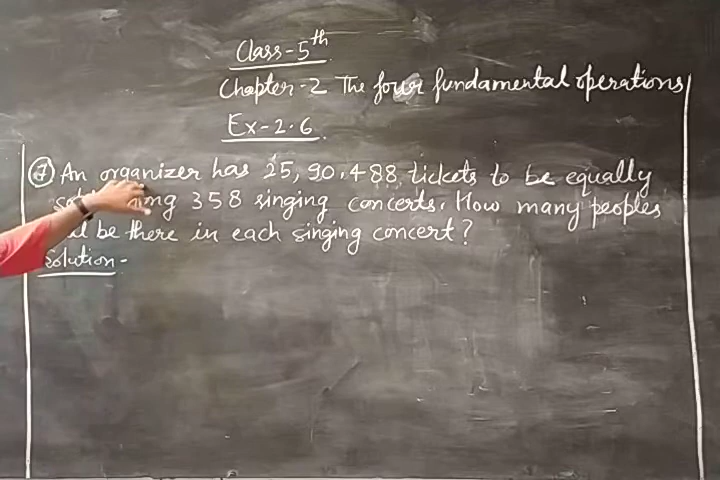 Class-5th
Chapter-2 The four fundamental operations
Ex-2.6
7 An organizer has 25,90,488 tickets to be equally
358 singing concerts. How many peoples
be there in each singing concert?
Solution-